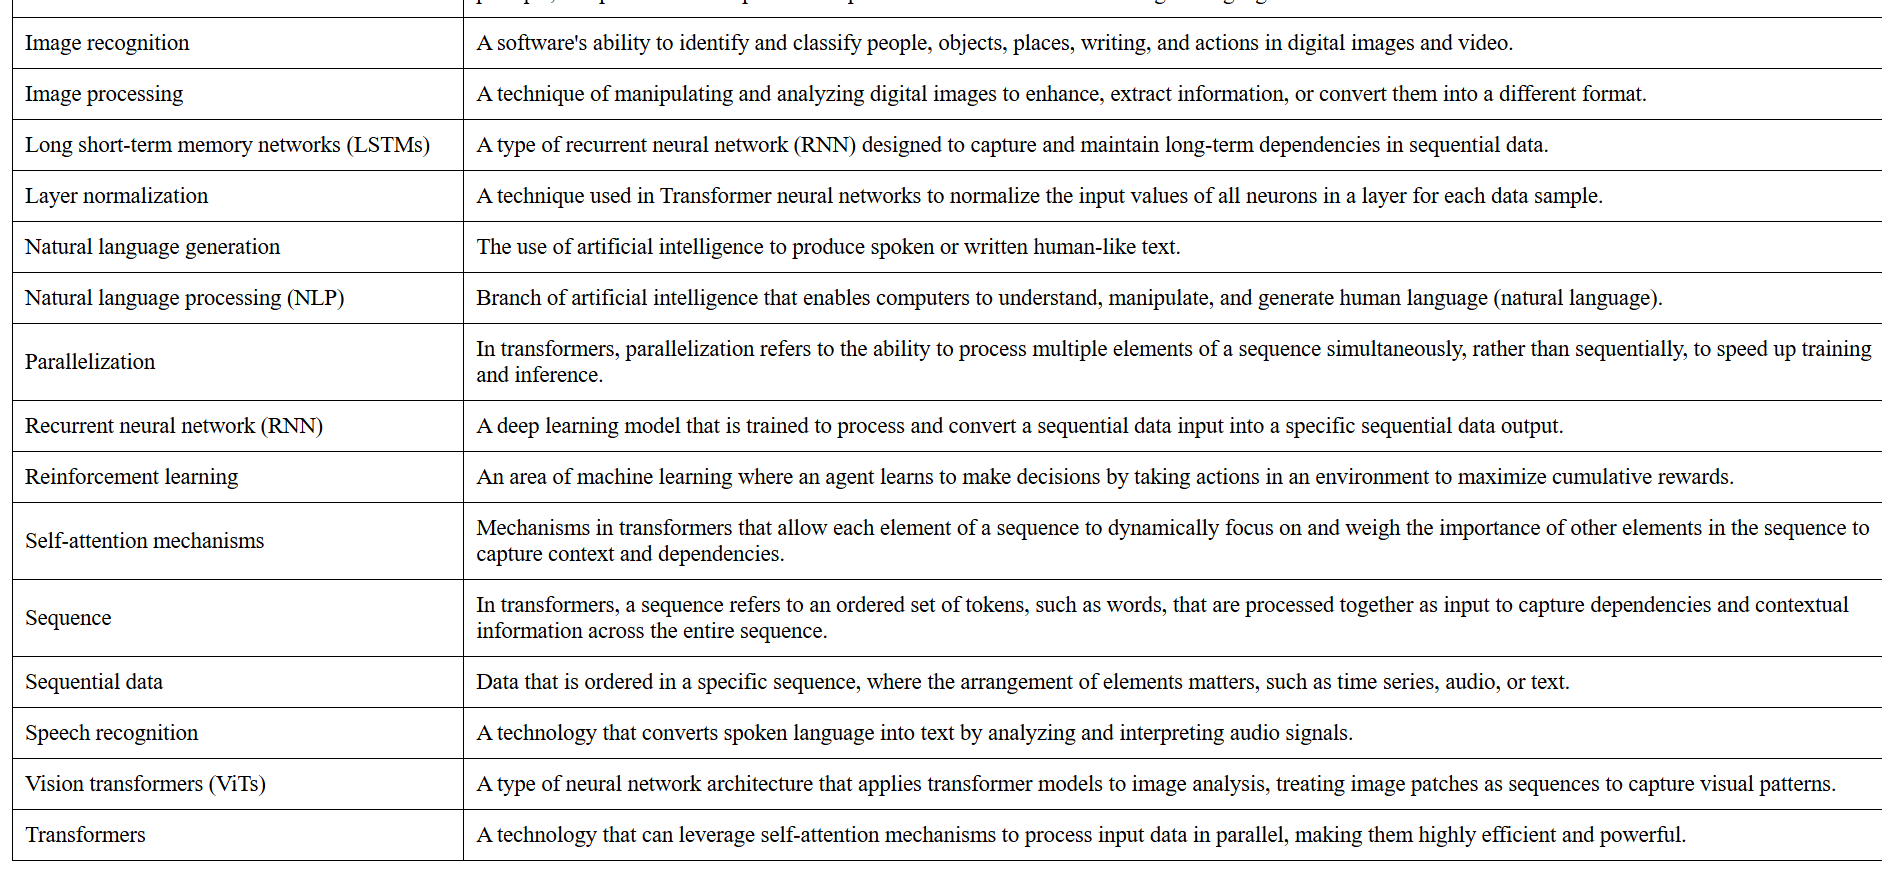 Image recognition
A software's ability to identify and classify people, objects, places, writing, and actions in digital images and video.
Image processing
A technique of manipulating and analyzing digital images to enhance, extract information, or convert them into a different format.
Long short-term memory networks (LSTMs)
A type of recurrent neural network (RNN) designed to capture and maintain long-term dependencies in sequential data.
Layer normalization
A technique used in Transformer neural networks to normalize the input values of all neurons in a layer for each data sample.
Natural language generation
The use of artificial intelligence to produce spoken or written human-like text.
Natural language processing (NLP)
Branch of artificial intelligence that enables computers to understand, manipulate, and generate human language (natural language).
Parallelization
In transformers, parallelization refers to the ability to process multiple elements of a sequence simultaneously, rather than sequentially, to speed up training
and inference.
Recurrent neural network (RNN)
A deep learning model that is trained to process and convert a sequential data input into a specific sequential data output.
Reinforcement learning
An area of machine learning where an agent learns to make decisions by taking actions in an environment to maximize cumulative rewards.
Self-attention mechanisms
Mechanisms in transformers that allow each element of a sequence to dynamically focus on and weigh the importance of other elements in the sequence to
capture context and dependencies.
Sequence
In transformers, a sequence refers to an ordered set of tokens, such as words, that are processed together as input to capture dependencies and contextual
information across the entire sequence.
Sequential data
Data that is ordered in a specific sequence, where the arrangement of elements matters, such as time series, audio, or text.
Speech recognition
A technology that converts spoken language into text by analyzing and interpreting audio signals.
Vision transformers (ViTs)
A type of neural network architecture that applies transformer models to image analysis, treating image patches as sequences to capture visual patterns.
Transformers
A technology that can leverage self-attention mechanisms to process input data in parallel, making them highly efficient and powerful.